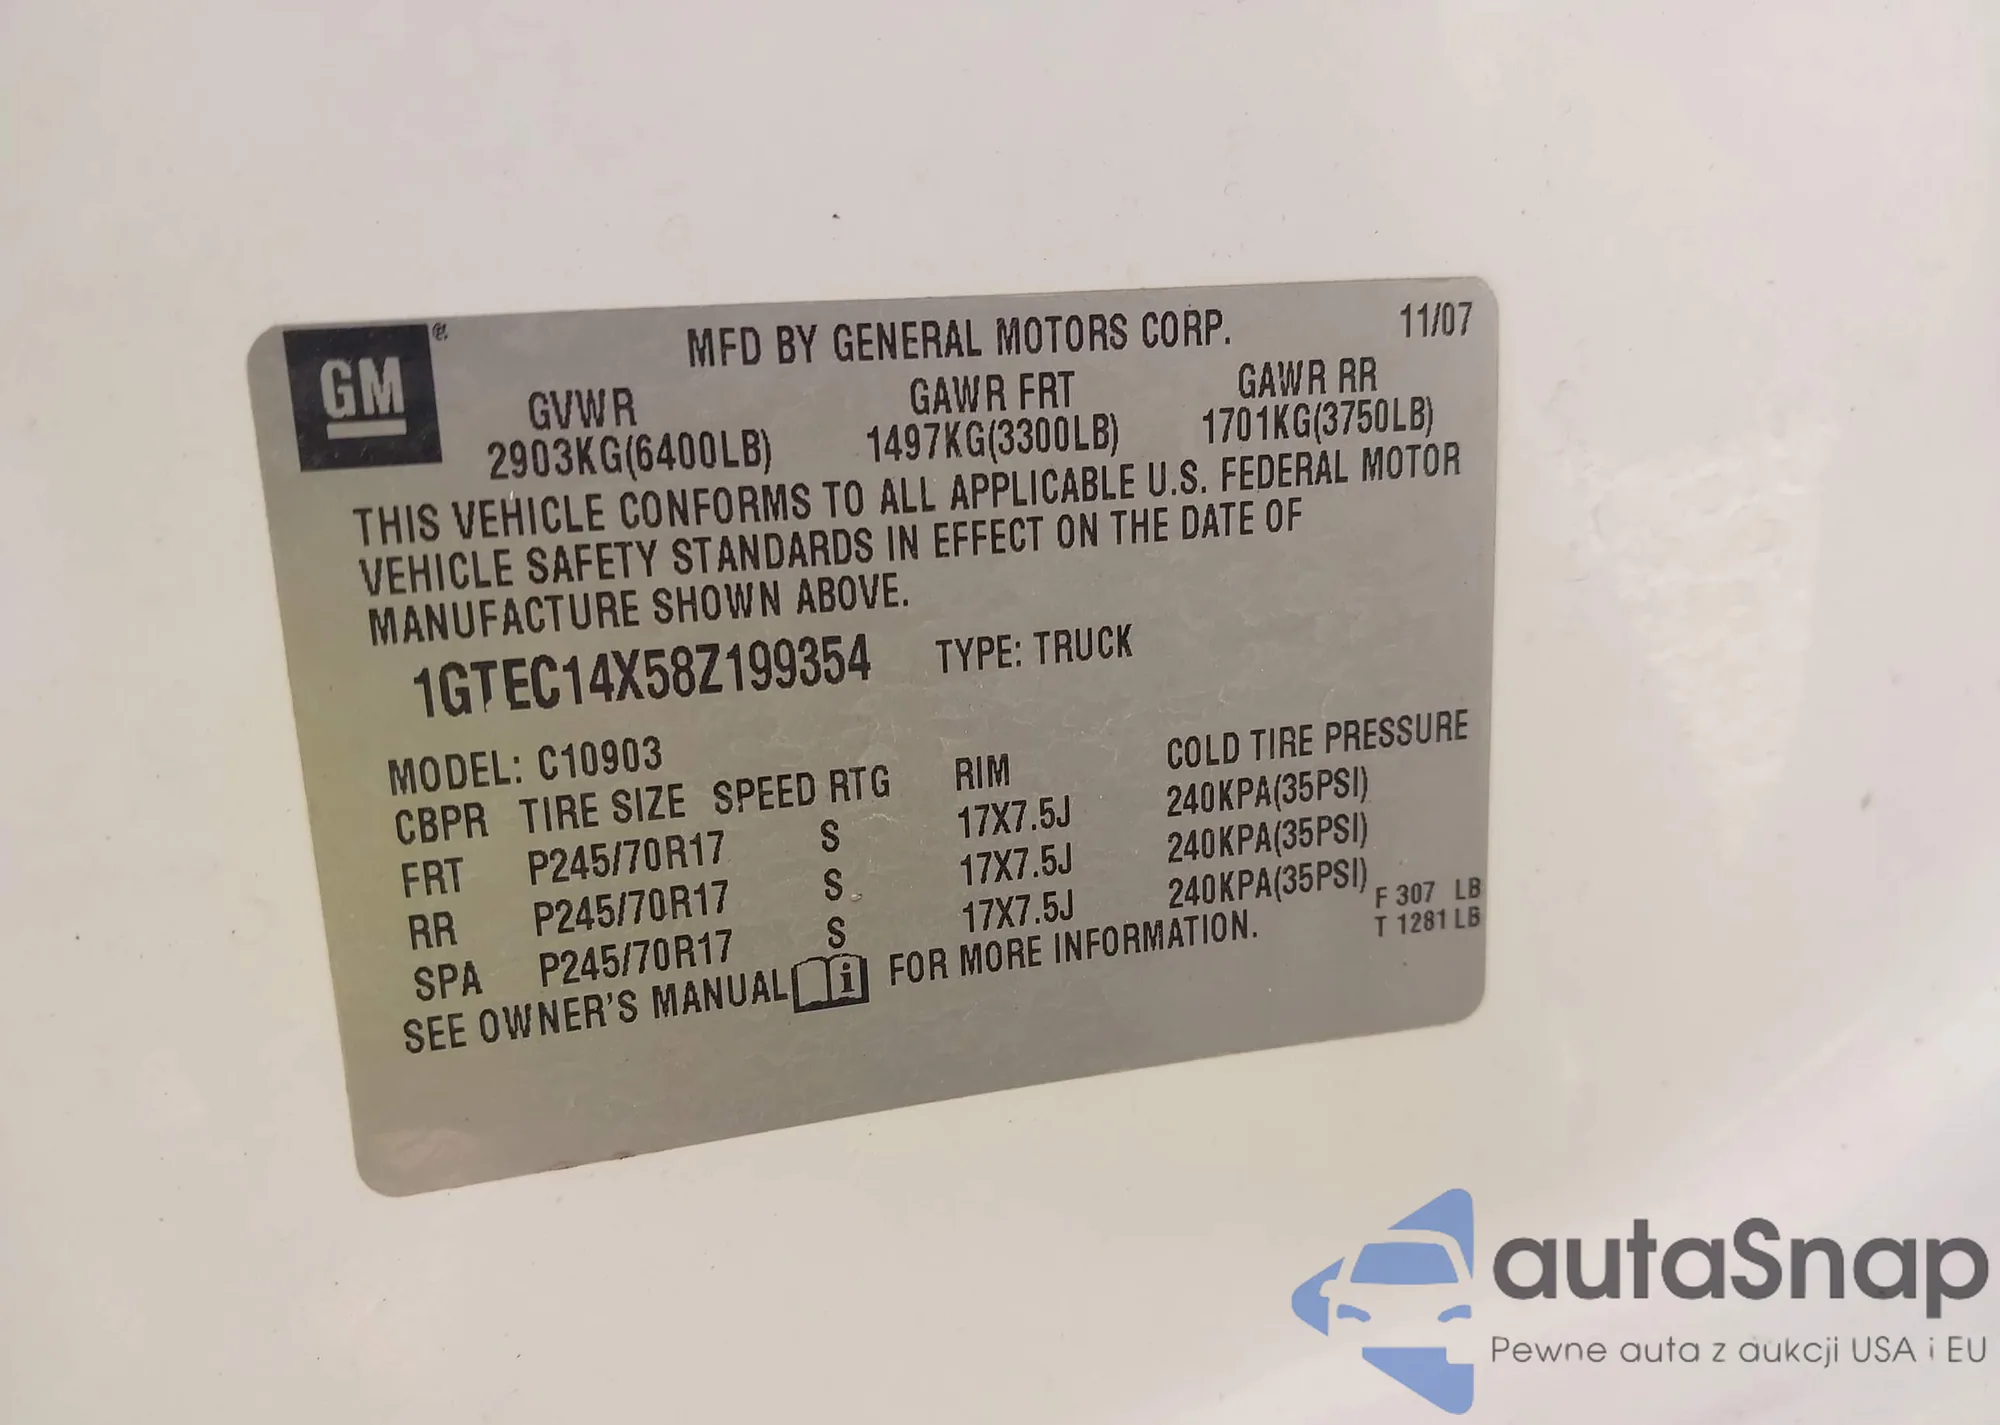 GM
MFD BY GENERAL MOTORS CORP. 11/07
GVWR GAWR FRT GAWR RR
2903KG(6400LB) 1497KG(3300LB) 1701KG(3750LB)
THIS VEHICLE CONFORMS TO ALL APPLICABLE U.S. FEDERAL MOTOR
VEHICLE SAFETY STANDARDS IN EFFECT ON THE DATE OF
MANUFACTURE SHOWN ABOVE.
1GTEC14X58Z199354 TYPE: TRUCK
MODEL: C10903
CBPR TIRE SIZE SPEED RTG RIM COLD TIRE PRESSURE
FRT P245/70R17 S 17X7.5J 240KPA(35PSI)
RR P245/70R17 S 17X7.5J 240KPA(35PSI)
SPA P245/70R17 S 17X7.5J 240KPA(35PSI)
F 307 LB
T 1281 LB
SEE OWNER'S MANUAL i FOR MORE INFORMATION.
autaSnap
Pewne auta z aukcji USA i EU